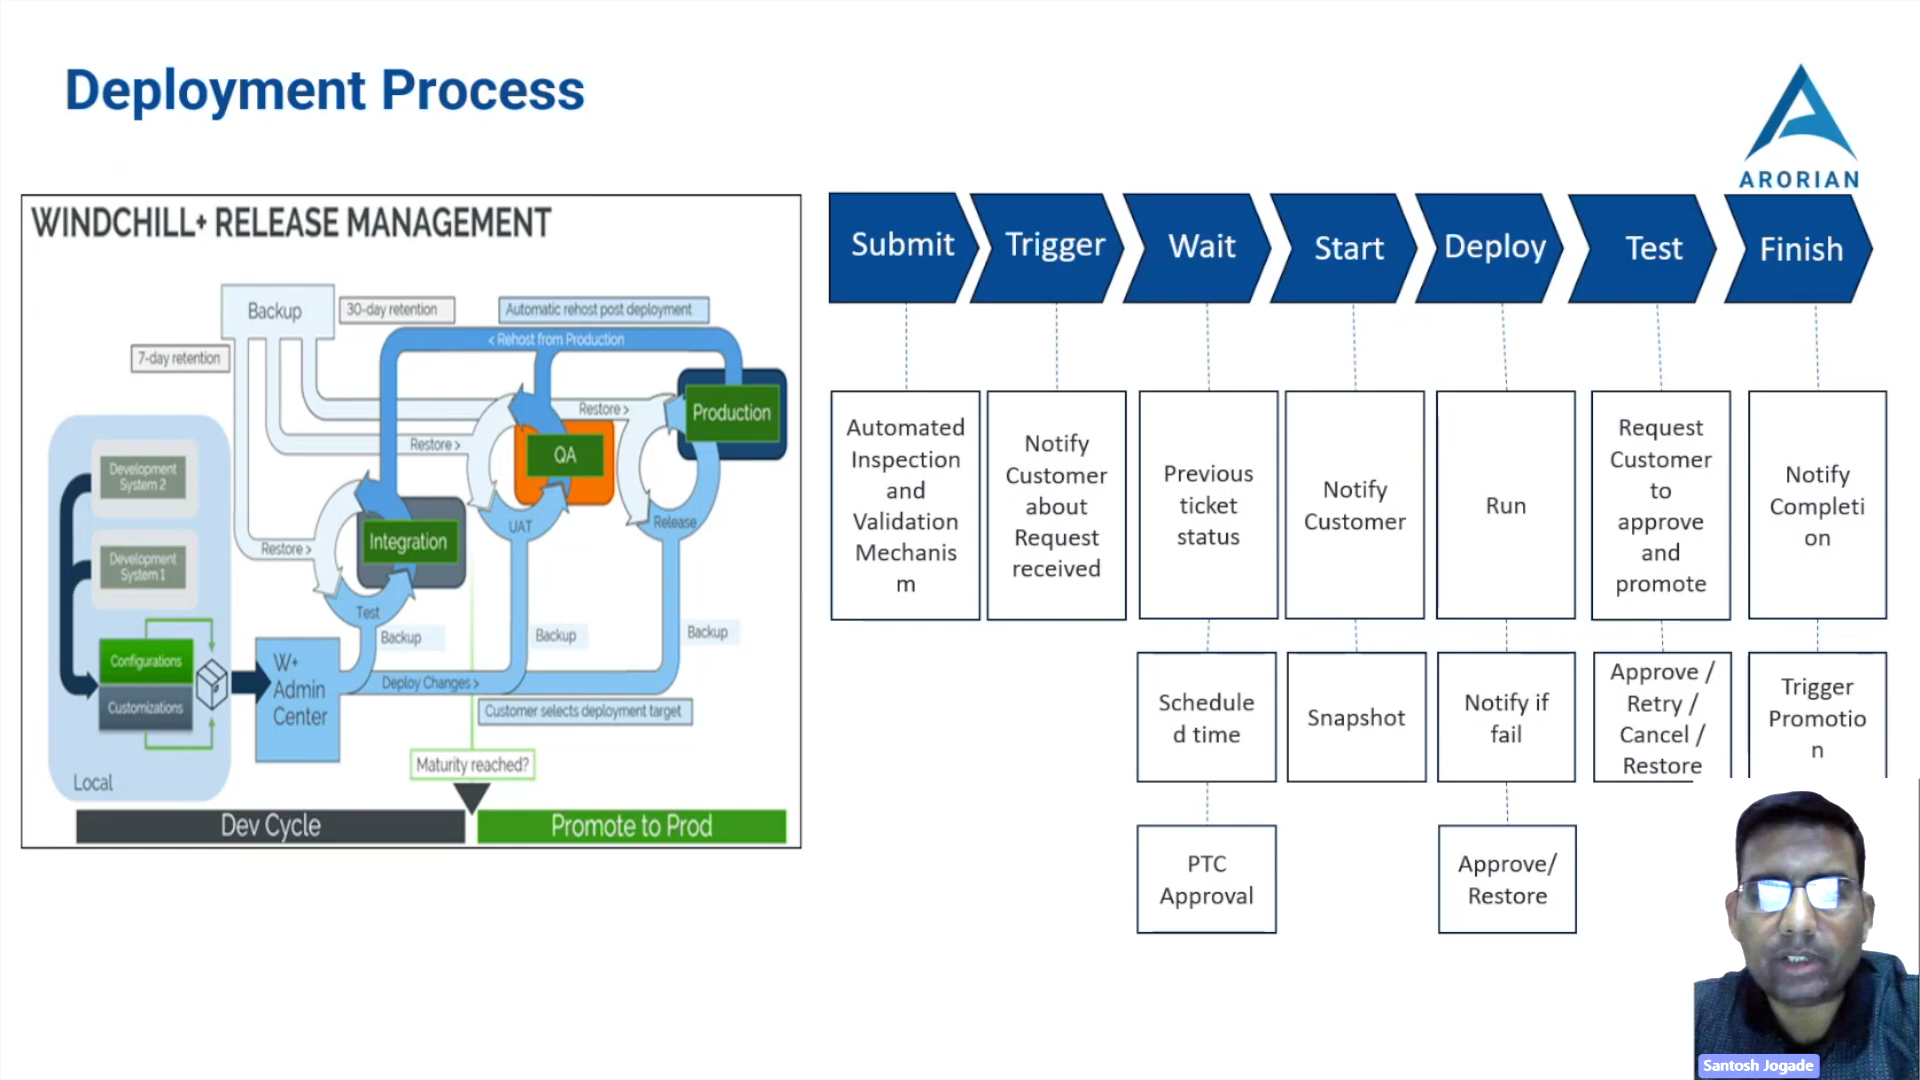 Deployment Process
ARORIAN
WINDCHILL+ RELEASE MANAGEMENT
Backup
30-day retention
Automatic rehost post deployment
< Rehost from Production
7-day retention
Production
Restore >
Restore >
QA
Development
System 2
UAT
Release
Integration
Restore >
Development
System 1
Test
Backup
Backup
Backup
Configurations
W+
Admin
Center
Customizations
Deploy Changes >
Customer selects deployment target
Maturity reached?
Local
Dev Cycle
Promote to Prod
Submit
Trigger
Wait
Start
Deploy
Test
Finish
Automated
Inspection
and
Validation
Mechanis
m
Notify
Customer
about
Request
received
Previous
ticket
status
Notify
Customer
Run
Request
Customer
to
approve
and
promote
Notify
Completi
on
Schedule
d time
Snapshot
Notify if
fail
Approve /
Retry /
Cancel /
Restore
Trigger
Promotio
n
PTC
Approval
Approve/
Restore
Santosh Jogade